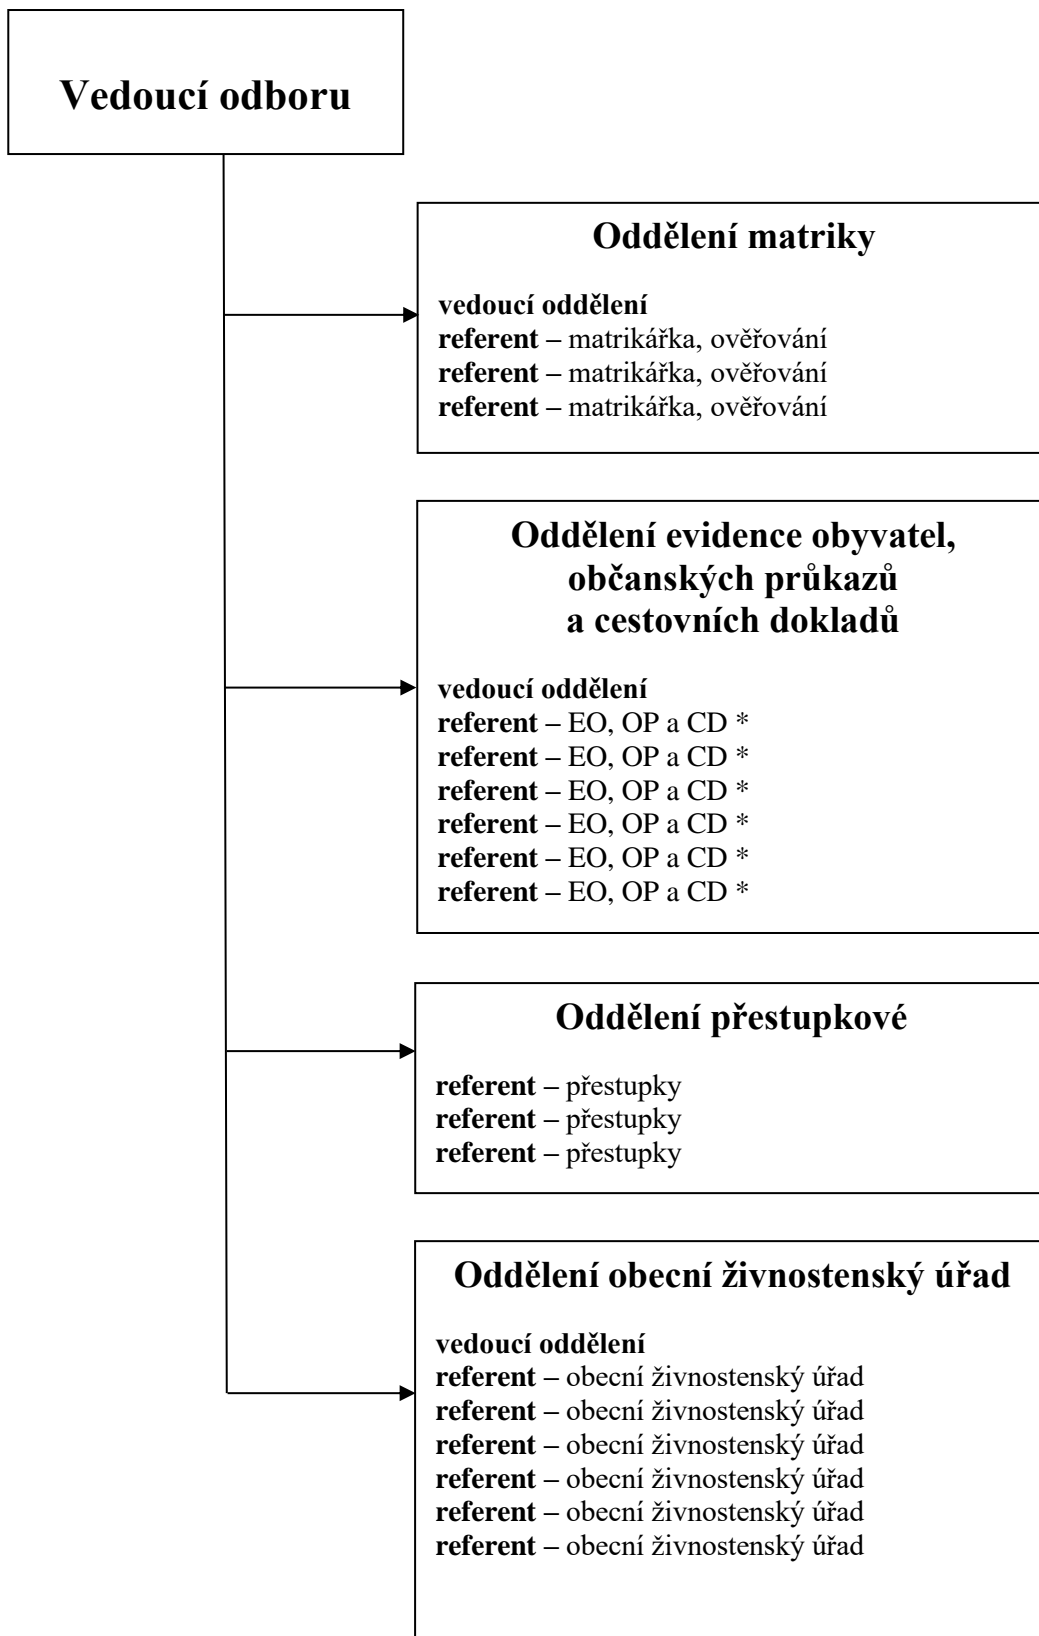 Vedoucí odboru
Oddělení matriky
vedoucí oddělení
referent – matrikářka, ověřování
referent – matrikářka, ověřování
referent – matrikářka, ověřování
Oddělení evidence obyvatel,
občanských průkazů
a cestovních dokladů
vedoucí oddělení
referent – EO, OP a CD *
referent – EO, OP a CD *
referent – EO, OP a CD *
referent – EO, OP a CD *
referent – EO, OP a CD *
referent – EO, OP a CD *
Oddělení přestupkové
referent – přestupky
referent – přestupky
referent – přestupky
Oddělení obecní živnostenský úřad
vedoucí oddělení
referent – obecní živnostenský úřad
referent – obecní živnostenský úřad
referent – obecní živnostenský úřad
referent – obecní živnostenský úřad
referent – obecní živnostenský úřad
referent – obecní živnostenský úřad